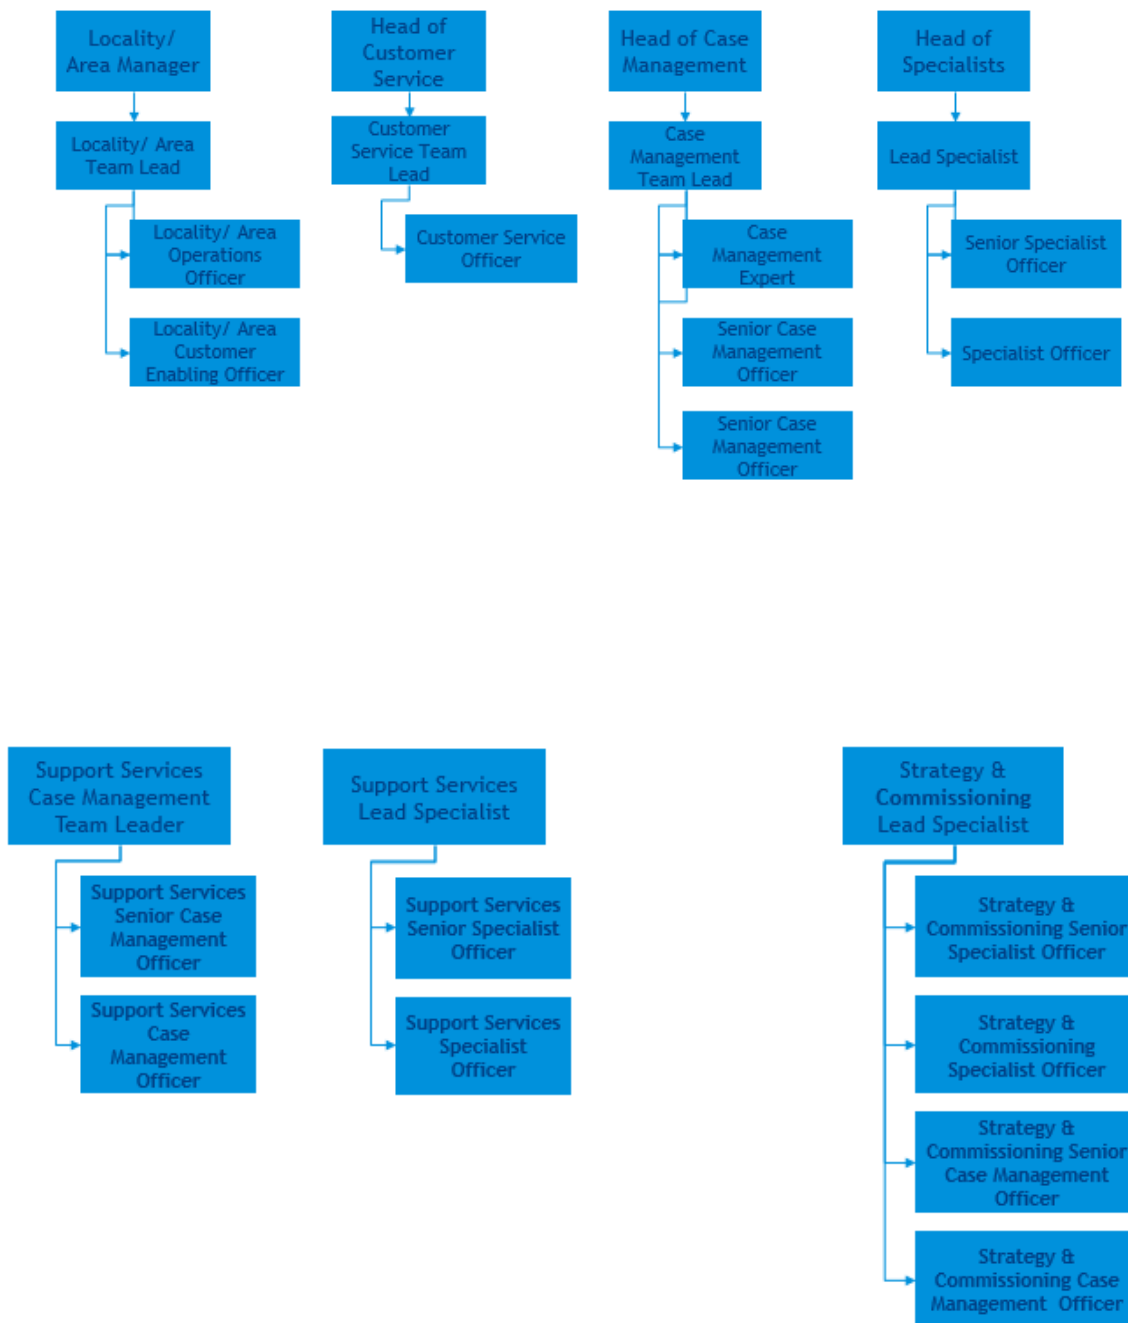 Locality/
Area Manager
Locality/ Area
Team Lead
Locality/ Area
Operations
Officer
Locality/ Area
Customer
Enabling Officer
Head of
Customer
Service
Customer
Service Team
Lead
Customer Service
Officer
Head of Case
Management
Case
Management
Team Lead
Case
Management
Expert
Senior Case
Management
Officer
Senior Case
Management
Officer
Head of
Specialists
Lead Specialist
Senior Specialist
Officer
Specialist Officer
Support Services
Case Management
Team Leader
Support Services
Senior Case
Management
Officer
Support Services
Case
Management
Officer
Support Services
Lead Specialist
Support Services
Senior Specialist
Officer
Support Services
Specialist
Officer
Strategy &
Commissioning
Lead Specialist
Strategy &
Commissioning Senior
Specialist Officer
Strategy &
Commissioning
Specialist Officer
Strategy &
Commissioning Senior
Case Management
Officer
Strategy &
Commissioning Case
Management Officer